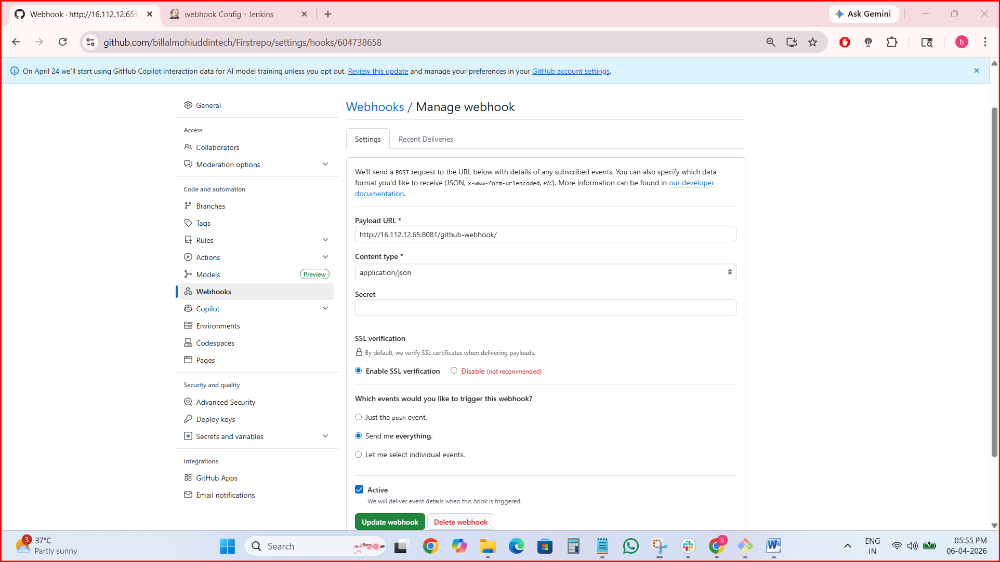 Webhook · http://16.112.12.65:8
webhook Config - Jenkins
Ask Gemini
github.com/billalmohiuddintech/Firstrepo/settings/hooks/604738658
b
On April 24 we'll start using GitHub Copilot interaction data for AI model training unless you opt out. Review this update and manage your preferences in your GitHub account settings.
General
Access
Collaborators
Moderation options
Code and automation
Branches
Tags
Rules
Actions
Models Preview
Webhooks
Copilot
Environments
Codespaces
Pages
Security and quality
Advanced Security
Deploy keys
Secrets and variables
Integrations
GitHub Apps
Email notifications
Webhooks / Manage webhook
Settings Recent Deliveries
We'll send a POST request to the URL below with details of any subscribed events. You can also specify which data
format you'd like to receive (JSON, x-www-form-urlencoded, etc). More information can be found in our developer
documentation.
Payload URL *
http://16.112.12.65:8081/github-webhook/
Content type *
application/json
Secret
SSL verification
By default, we verify SSL certificates when delivering payloads.
Enable SSL verification Disable (not recommended)
Which events would you like to trigger this webhook?
Just the push event.
Send me everything.
Let me select individual events.
Active
We will deliver event details when this hook is triggered.
Update webhook Delete webhook
3
37°C
Partly sunny
Search
b
W
ENG
IN
05:55 PM
06-04-2026